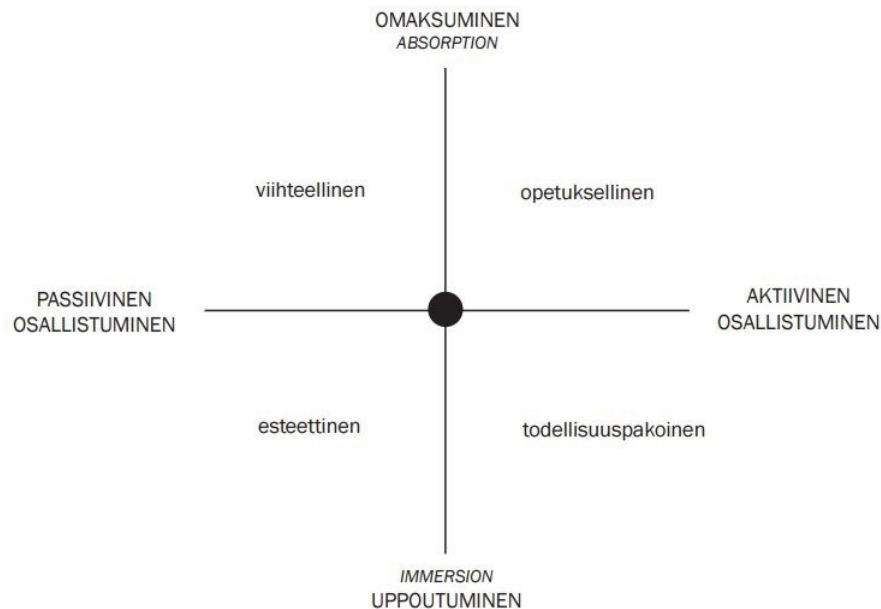 OMAKSUMINEN
ABSORPTION
viihteellinen
opetuksellinen
PASSIIVINEN
OSALLISTUMINEN
AKTIIVINEN
OSALLISTUMINEN
esteettinen
todellisuuspakoinen
IMMERSION
UPPOUTUMINEN